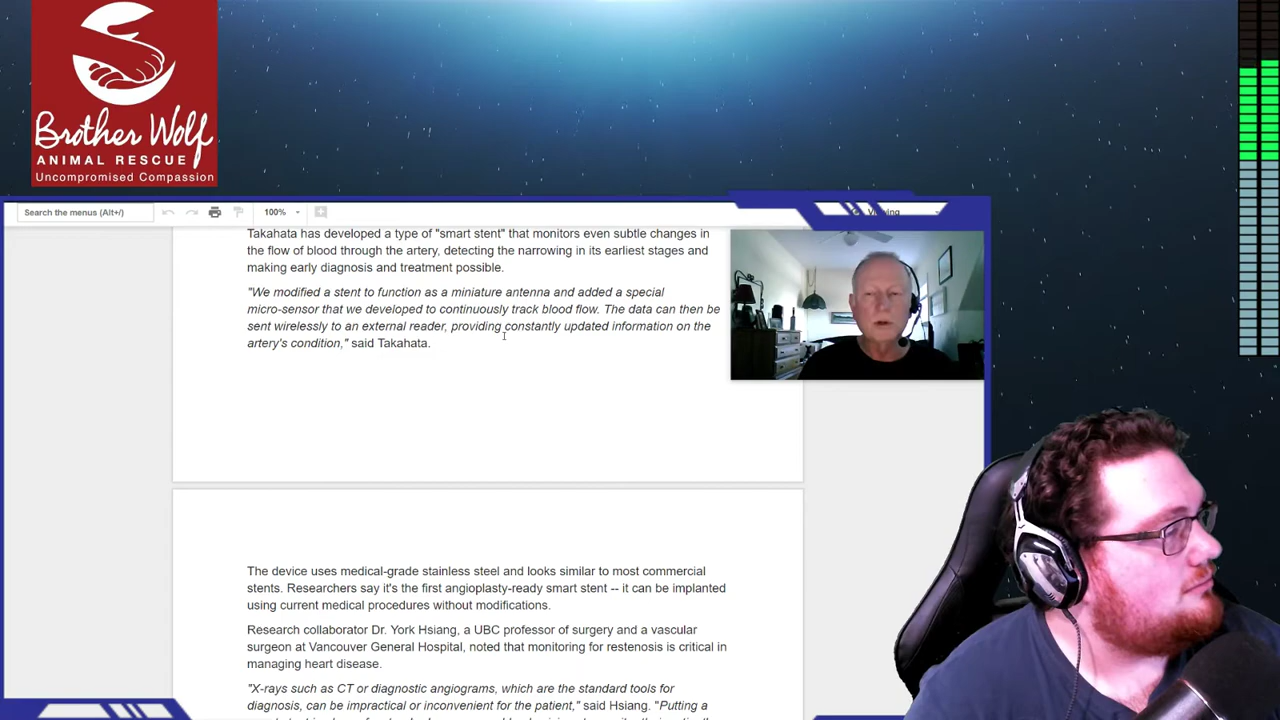 Brother Wolf
ANIMAL RESCUE
Uncompromised Compassion
Search the menus (Alt+/)
100%
Takahata has developed a type of "smart stent" that monitors even subtle changes in
the flow of blood through the artery, detecting the narrowing in its earliest stages and
making early diagnosis and treatment possible.
"We modified a stent to function as a miniature antenna and added a special
micro-sensor that we developed to continuously track blood flow. The data can then be
sent wirelessly to an external reader, providing constantly updated information on the
artery's condition," said Takahata.
The device uses medical-grade stainless steel and looks similar to most commercial
stents. Researchers say it's the first angioplasty-ready smart stent -- it can be implanted
using current medical procedures without modifications.
Research collaborator Dr. York Hsiang, a UBC professor of surgery and a vascular
surgeon at Vancouver General Hospital, noted that monitoring for restenosis is critical in
managing heart disease.
"X-rays such as CT or diagnostic angiograms, which are the standard tools for
diagnosis, can be impractical or inconvenient for the patient," said Hsiang. "Putting a